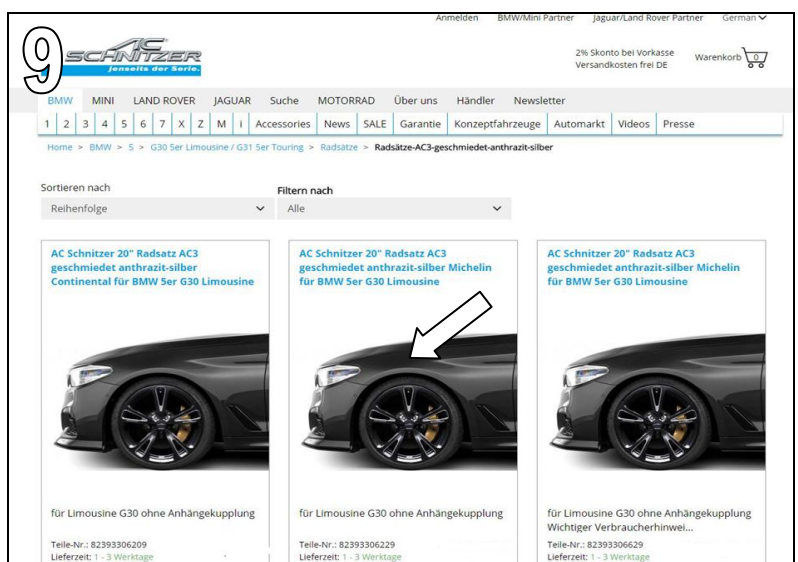 Anmelden BMW/Mini Partner Jaguar/Land Rover Partner German
9
AC
SCHNITZER
Jenseits der Serie.
2% Skonto bei Vorkasse
Versandkosten frei DE
Warenkorb 0
BMW MINI LAND ROVER JAGUAR Suche MOTORRAD Über uns Händler Newsletter
1 2 3 4 5 6 7 X Z M i Accessories News SALE Garantie Konzeptfahrzeuge Automarkt Videos Presse
Home > BMW > 5 > G30 5er Limousine / G31 5er Touring > Radsätze > Radsätze-AC3-geschmiedet-anthrazit-silber
Sortieren nach Filtern nach
Reihenfolge Alle
AC Schnitzer 20" Radsatz AC3
geschmiedet anthrazit-silber
Continental für BMW 5er G30 Limousine
für Limousine G30 ohne Anhängekupplung
Teile-Nr.: 82393306209
Lieferzeit: 1 - 3 Werktage
AC Schnitzer 20" Radsatz AC3
geschmiedet anthrazit-silber Michelin
für BMW 5er G30 Limousine
für Limousine G30 ohne Anhängekupplung
Teile-Nr.: 82393306229
Lieferzeit: 1 - 3 Werktage
AC Schnitzer 20" Radsatz AC3
geschmiedet anthrazit-silber Michelin
für BMW 5er G30 Limousine
für Limousine G30 ohne Anhängekupplung
Wichtiger Verbraucherhinwei...
Teile-Nr.: 82393306629
Lieferzeit: 1 - 3 Werktage